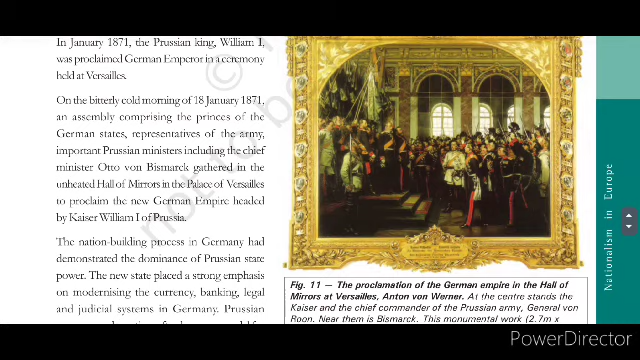 In January 1871, the Prussian king, William I,
was proclaimed German Emperor in a ceremony
held at Versailles.
On the bitterly cold morning of 18 January 1871,
an assembly comprising the princes of the
German states, representatives of the army,
important Prussian ministers including the chief
minister Otto von Bismarck gathered in the
unheated Hall of Mirrors in the Palace of Versailles
to proclaim the new German Empire headed
by Kaiser William I of Prussia.
The nation-building process in Germany had
demonstrated the dominance of Prussian state
power. The new state placed a strong emphasis
on modernising the currency, banking, legal
and judicial systems in Germany. Prussian
Fig. 11 — The proclamation of the German empire in the Hall of
Mirrors at Versailles, Anton von Werner. At the centre stands the
Kaiser and the chief commander of the Prussian army, General von
Roon. Near them is Bismarck. This monumental work (2.7m x
Nationalism in Europe
PowerDirector